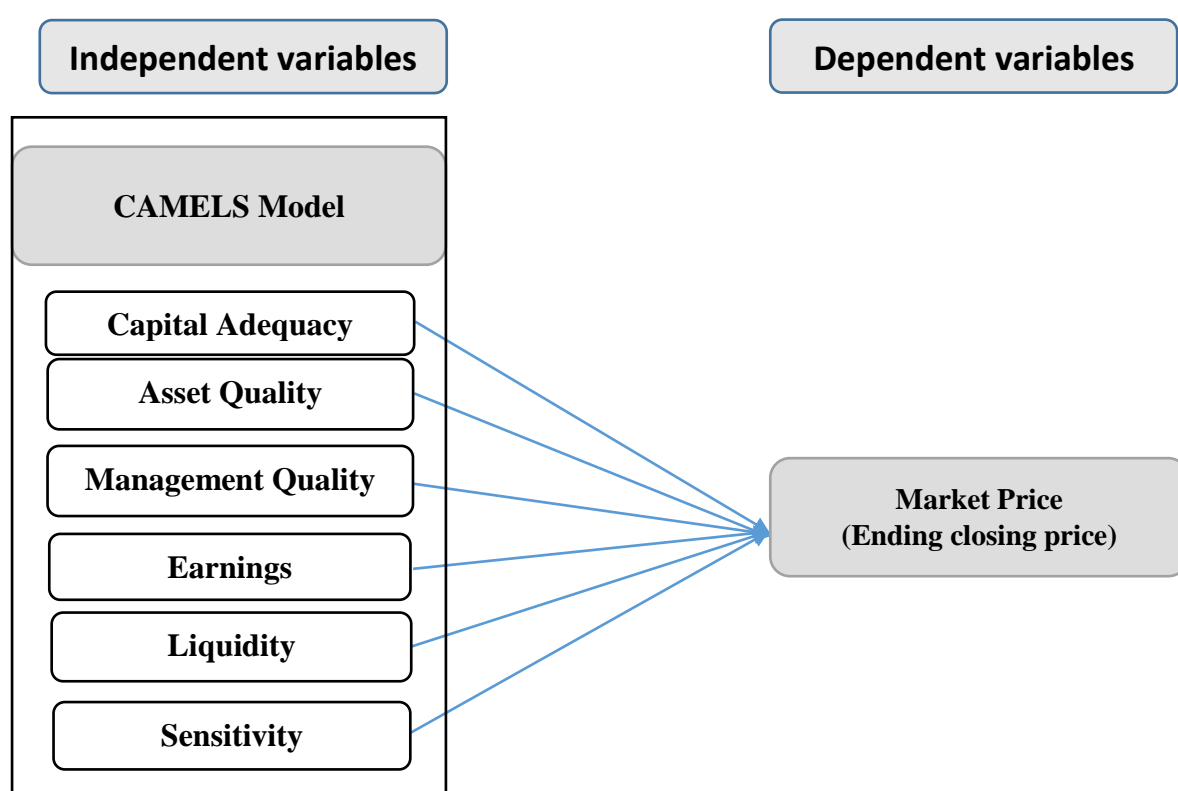 Independent variables
Dependent variables
CAMELS Model
Capital Adequacy
Asset Quality
Management Quality
Earnings
Liquidity
Sensitivity
Market Price
(Ending closing price)